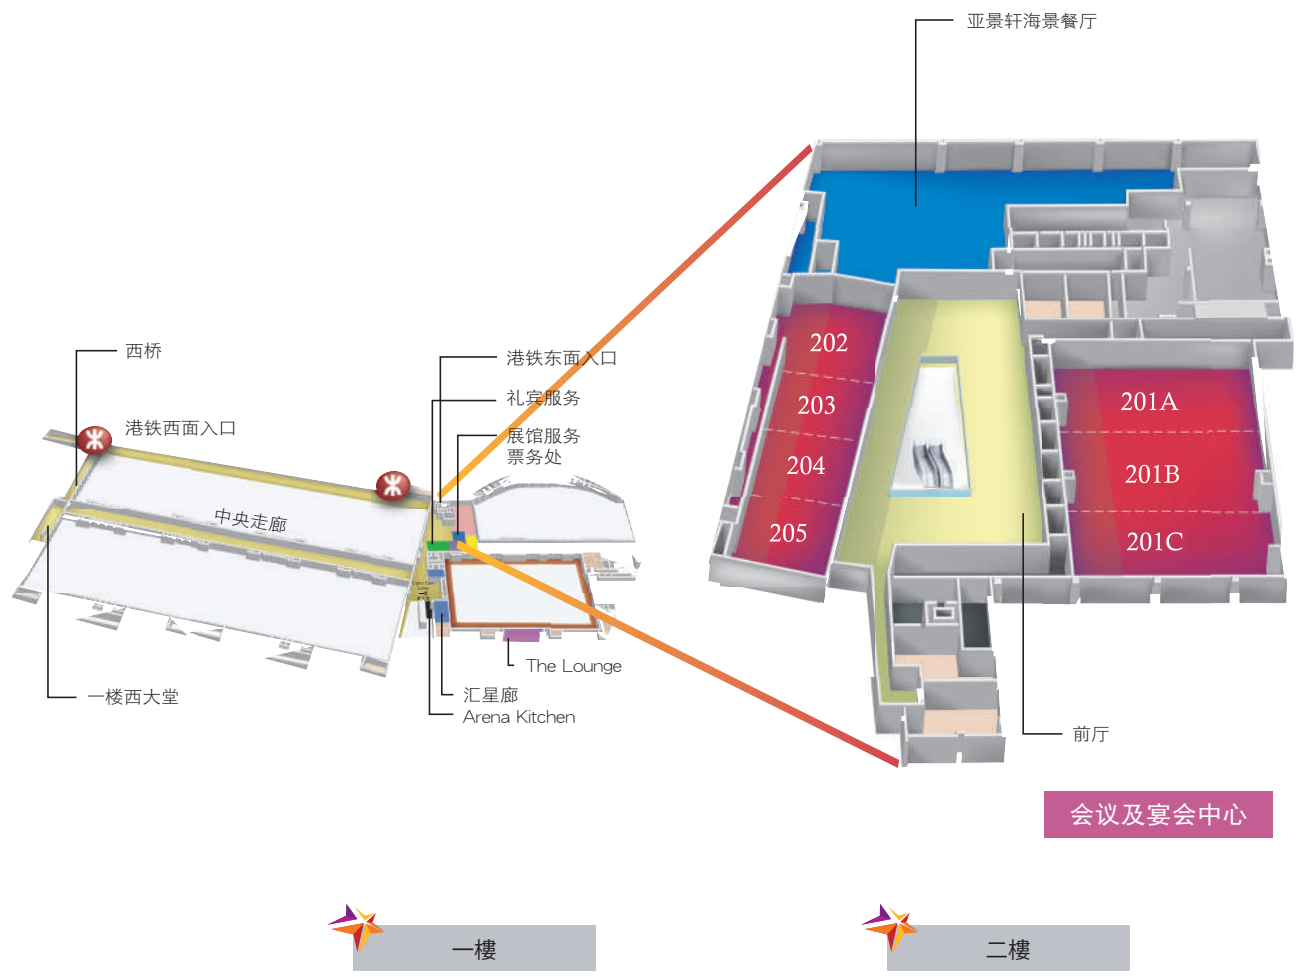 亚景轩海景餐厅
202
203
204
205
201A
201B
201C
西桥
港铁东面入口
礼宾服务
港铁西面入口
展馆服务
票务处
中央走廊
The Lounge
一楼西大堂
汇星廊
Arena Kitchen
前厅
会议及宴会中心
一樓
二樓